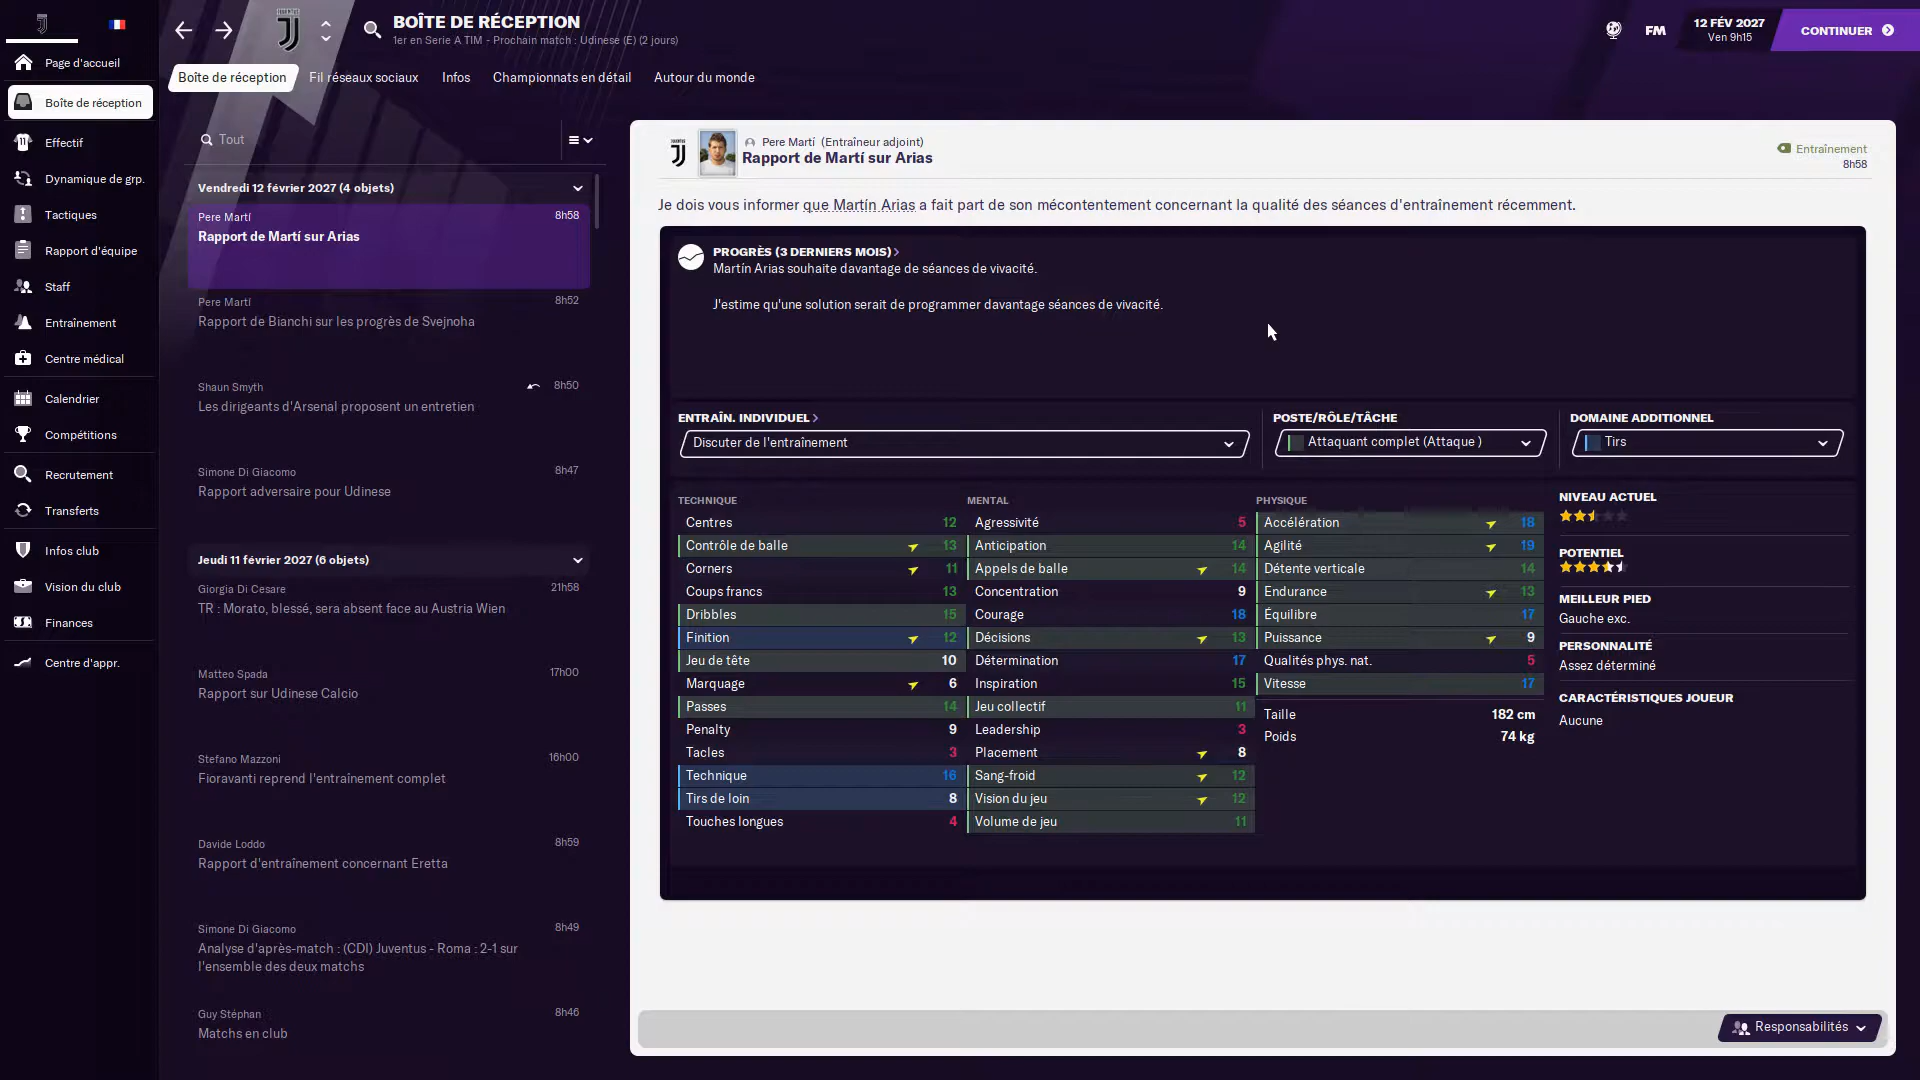 BOÎTE DE RÉCEPTION
1er en Serie A TIM - Prochain match : Udinese (E) (2 jours)
FM
12 FÉV 2027
Ven 9h15
CONTINUER
Page d'accueil
Boîte de réception
Effectif
Dynamique de grp.
Tactiques
Rapport d'équipe
Staff
Entraînement
Centre médical
Calendrier
Compétitions
Recrutement
Transferts
Infos club
Vision du club
Finances
Centre d'appr.
Boîte de réception
Fil réseaux sociaux
Infos
Championnats en détail
Autour du monde
Tout
Vendredi 12 février 2027 (4 objets)
Pere Martí 8h58
Rapport de Martí sur Arias
Pere Martí 8h52
Rapport de Bianchi sur les progrès de Svejnoha
Shaun Smyth 8h50
Les dirigeants d'Arsenal proposent un entretien
Simone Di Giacomo 8h47
Rapport adversaire pour Udinese
Jeudi 11 février 2027 (6 objets)
Giorgia Di Cesare 21h58
TR : Morato, blessé, sera absent face au Austria Wien
Matteo Spada 17h00
Rapport sur Udinese Calcio
Stefano Mazzoni 16h00
Fioravanti reprend l'entraînement complet
Davide Loddo 8h59
Rapport d'entraînement concernant Eretta
Simone Di Giacomo 8h49
Analyse d'après-match : (CDI) Juventus - Roma : 2-1 sur
l'ensemble des deux matchs
Guy Stéphan 8h46
Matchs en club
Pere Martí (Entraîneur adjoint)
Rapport de Martí sur Arias
Entraînement
8h58
Je dois vous informer que Martín Arias a fait part de son mécontentement concernant la qualité des séances d'entraînement récemment.
PROGRÈS (3 DERNIERS MOIS)
Martín Arias souhaite davantage de séances de vivacité.
J'estime qu'une solution serait de programmer davantage séances de vivacité.
ENTRAÎN. INDIVIDUEL
Discuter de l'entraînement
POSTE/RÔLE/TÂCHE
Attaquant complet (Attaque )
DOMAINE ADDITIONNEL
Tirs
TECHNIQUE
Centres 12
Contrôle de balle 13
Corners 11
Coups francs 13
Dribbles 15
Finition 12
Jeu de tête 10
Marquage 6
Passes 14
Penalty 9
Tacles 3
Technique 16
Tirs de loin 8
Touches longues 4
MENTAL
Agressivité 5
Anticipation 14
Appels de balle 14
Concentration 9
Courage 18
Décisions 13
Détermination 17
Inspiration 15
Jeu collectif 11
Leadership 3
Placement 8
Sang-froid 12
Vision du jeu 12
Volume de jeu 11
PHYSIQUE
Accélération 18
Agilité 19
Détente verticale 14
Endurance 13
Équilibre 17
Puissance 9
Qualités phys. nat. 5
Vitesse 17
Taille 182 cm
Poids 74 kg
NIVEAU ACTUEL
POTENTIEL
MEILLEUR PIED
Gauche exc.
PERSONNALITÉ
Assez déterminé
CARACTÉRISTIQUES JOUEUR
Aucune
Responsabilités